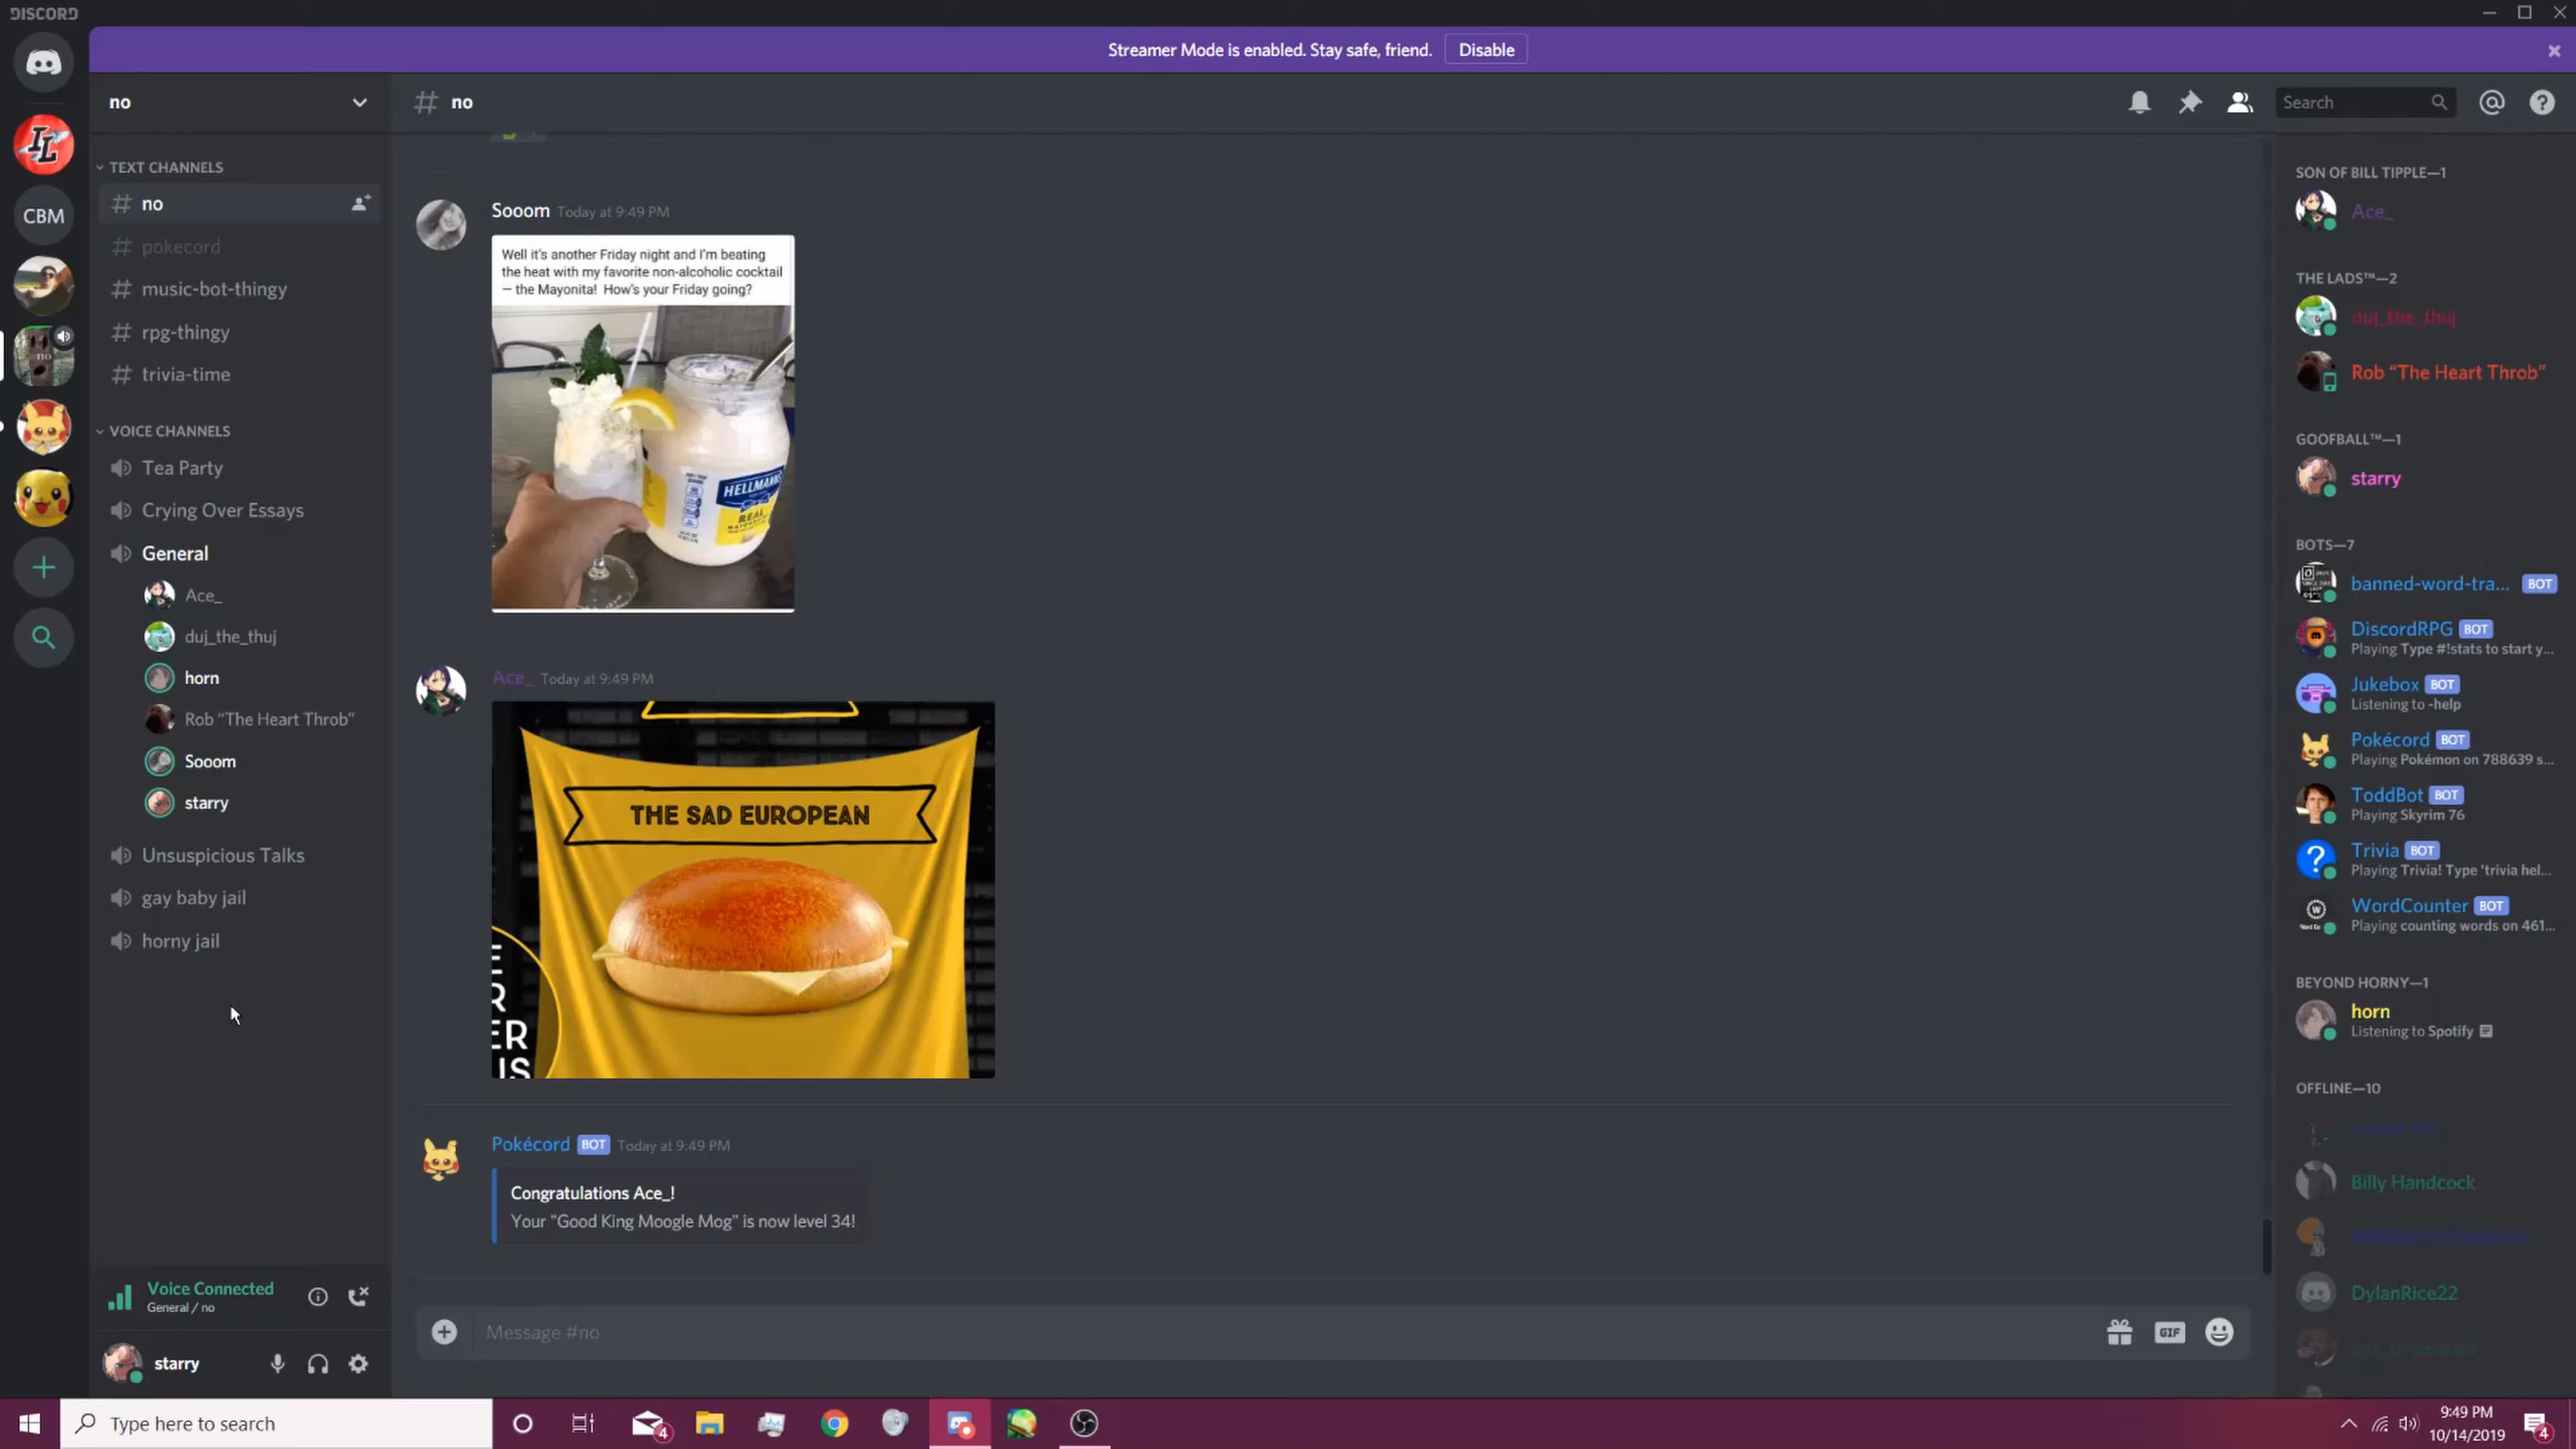 DISCORD
Streamer Mode is enabled. Stay safe, friend.
Disable
no
CBM
no
TEXT CHANNELS
no
pokecord
music-bot-thingy
rpg-thingy
trivia-time
VOICE CHANNELS
Tea Party
Crying Over Essays
General
Ace_
duj_the_thuj
horn
Rob “The Heart Throb”
Sooom
starry
Unsuspicious Talks
gay baby jail
horny jail
Voice Connected
General / no
starry
no
Search
Sooom Today at 9:49 PM
Well it's another Friday night and I'm beating
the heat with my favorite non-alcoholic cocktail
– the Mayonita! How's your Friday going?
HELLMANN'S
REAL
Ace_ Today at 9:49 PM
THE SAD EUROPEAN
E
R
ER
IS
Pokécord BOT Today at 9:49 PM
Congratulations Ace_!
Your "Good King Moogle Mog" is now level 34!
Message #no
GIF
SON OF BILL TIPPLE—1
Ace_
THE LADS™—2
duj_the_thuj
Rob “The Heart Throb”
GOOFBALL™—1
starry
BOTS—7
banned-word-tra... BOT
DiscordRPG BOT
Playing Type #!stats to start y...
Jukebox BOT
Listening to -help
Pokécord BOT
Playing Pokémon on 788639 s...
ToddBot BOT
Playing Skyrim 76
Trivia BOT
Playing Trivia! Type 'trivia hel...
WordCounter BOT
Playing counting words on 461...
BEYOND HORNY—1
horn
Listening to Spotify
OFFLINE—10
Billy Handcock
DylanRice22
Type here to search
4
9:49 PM
10/14/2019
4